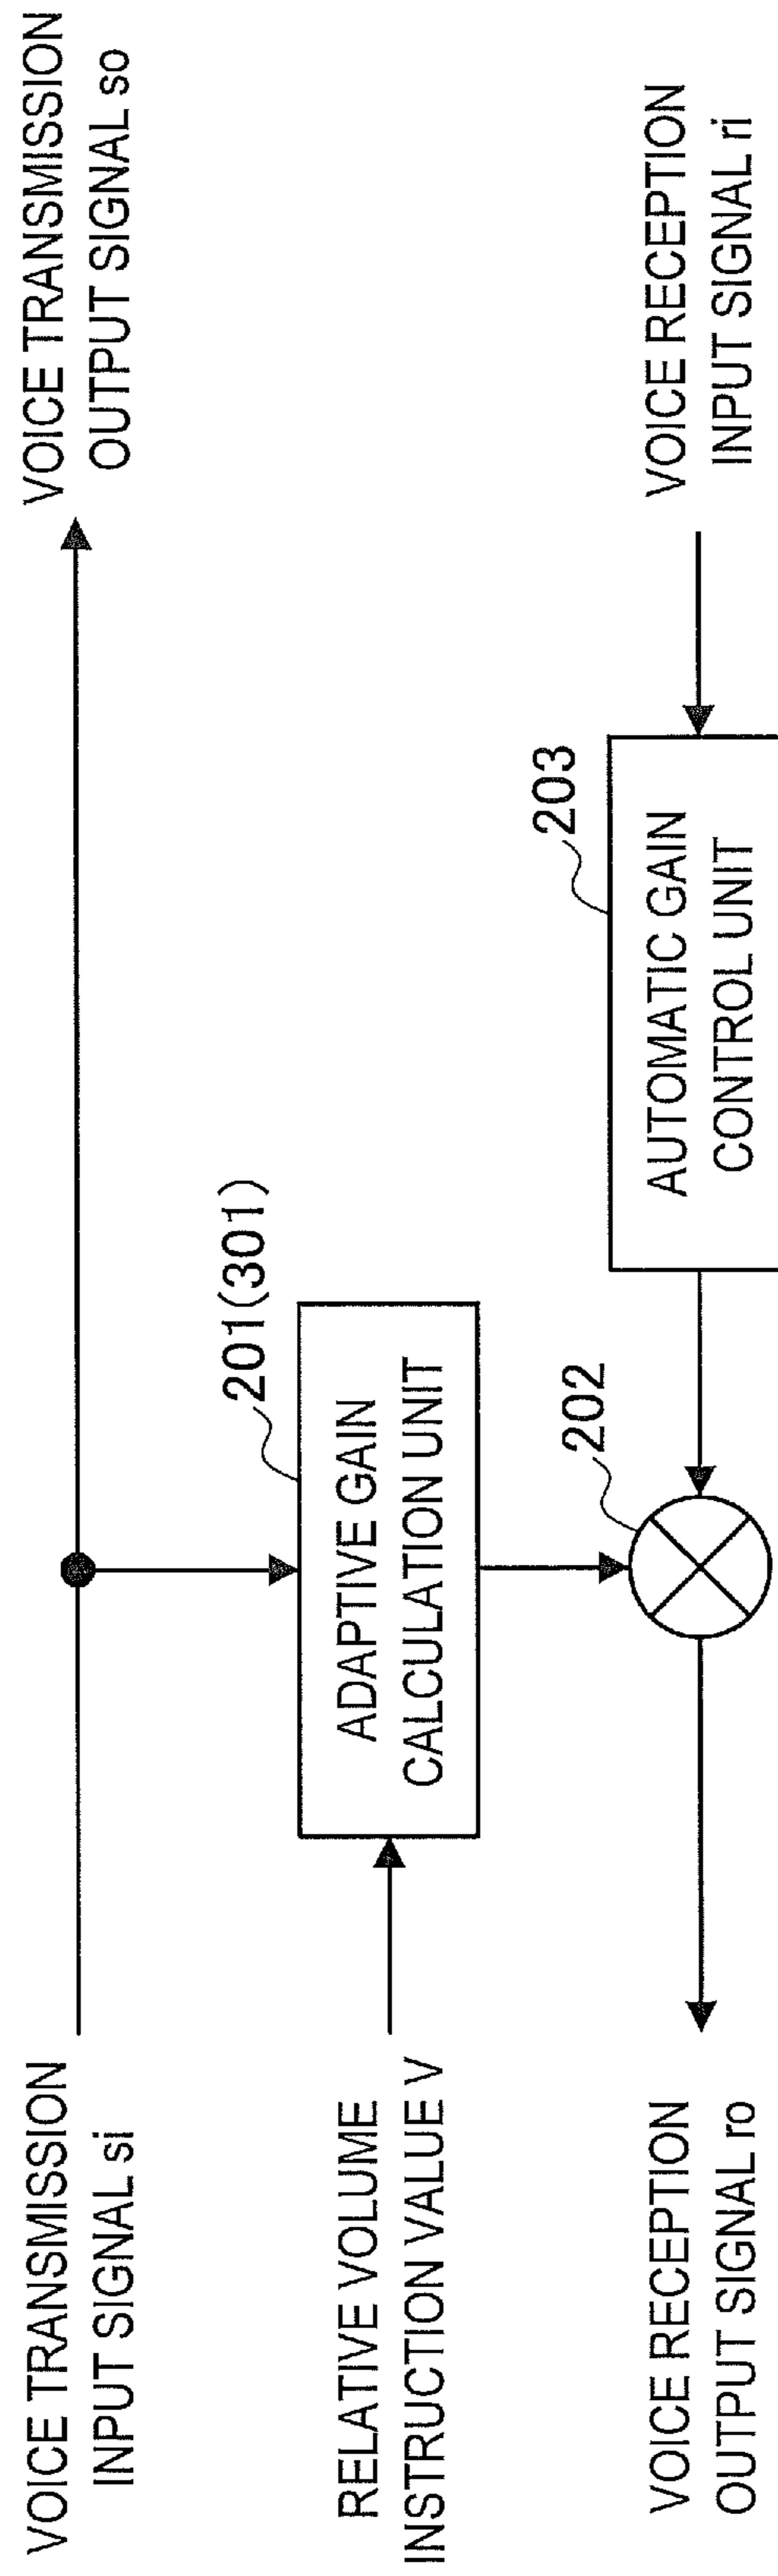 VOICE TRANSMISSION
INPUT SIGNAL si
VOICE TRANSMISSION
OUTPUT SIGNAL so
201(301)
RELATIVE VOLUME
INSTRUCTION VALUE V
ADAPTIVE GAIN
CALCULATION UNIT
202
203
VOICE RECEPTION
OUTPUT SIGNAL ro
AUTOMATIC GAIN
CONTROL UNIT
VOICE RECEPTION
INPUT SIGNAL ri